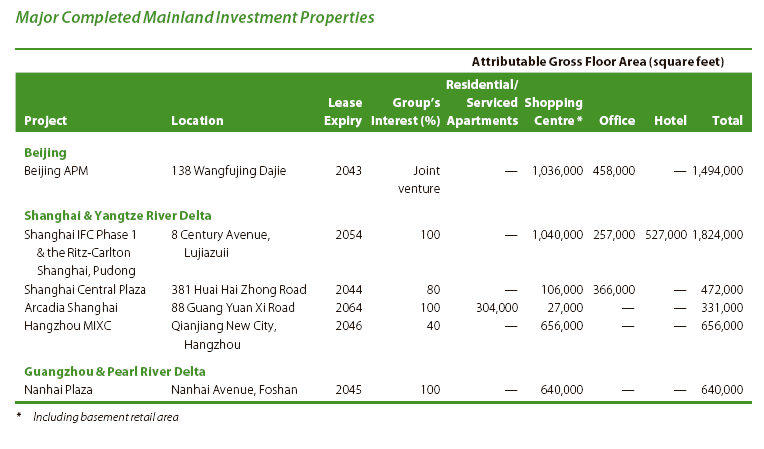 Major Completed Mainland Investment Properties
Attributable Gross Floor Area (square feet)
Residential/
Lease Group's Serviced Shopping
Project Location Expiry Interest (%) Apartments Centre * Office Hotel Total
Beijing
Beijing APM 138 Wangfujing Dajie 2043 Joint — 1,036,000 458,000 — 1,494,000
venture
Shanghai & Yangtze River Delta
Shanghai IFC Phase 1 8 Century Avenue, 2054 100 — 1,040,000 257,000 527,000 1,824,000
& the Ritz-Carlton Lujiazuii
Shanghai, Pudong
Shanghai Central Plaza 381 Huai Hai Zhong Road 2044 80 — 106,000 366,000 — 472,000
Arcadia Shanghai 88 Guang Yuan Xi Road 2064 100 304,000 27,000 — — 331,000
Hangzhou MIXC Qianjiang New City, 2046 40 — 656,000 — — 656,000
Hangzhou
Guangzhou & Pearl River Delta
Nanhai Plaza Nanhai Avenue, Foshan 2045 100 — 640,000 — — 640,000
* Including basement retail area